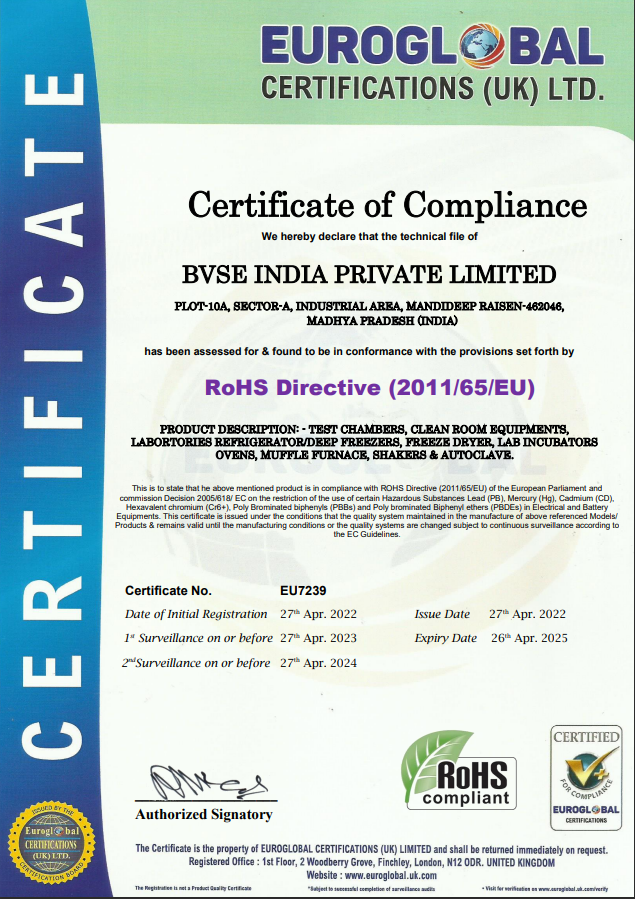 EUROGLOBAL
CERTIFICATIONS (UK) LTD.
CERTIFICATE
Certificate of Compliance
We hereby declare that the technical file of
BVSE INDIA PRIVATE LIMITED
PLOT-10A, SECTOR-A, INDUSTRIAL AREA, MANDIDEEP RAISEN-462046,
MADHYA PRADESH (INDIA)
has been assessed for & found to be in conformance with the provisions set forth by
RoHS Directive (2011/65/EU)
PRODUCT DESCRIPTION: - TEST CHAMBERS, CLEAN ROOM EQUIPMENTS,
LABORTORIES REFRIGERATOR/DEEP FREEZERS, FREEZE DRYER, LAB INCUBATORS
OVENS, MUFFLE FURNACE, SHAKERS & AUTOCLAVE.
This is to state that he above mentioned product is in compliance with ROHS Directive (2011/65/EU) of the European Parliament and
commission Decision 2005/618/ EC on the restriction of the use of certain Hazardous Substances Lead (PB), Mercury (Hg), Cadmium (CD),
Hexavalent chromium (Cr6+), Poly Brominated biphenyls (PBBs) and Poly brominated Biphenyl ethers (PBDEs) in Electrical and Battery
Equipments. This certificate is issued under the conditions that the quality system maintained in the manufacture of above referenced Models/
Products & remains valid until the manufacturing conditions or the quality systems are changed subject to continuous surveillance according to
the EC Guidelines.
Certificate No. EU7239
Date of Initial Registration 27th Apr. 2022 Issue Date 27th Apr. 2022
1st Surveillance on or before 27th Apr. 2023 Expiry Date 26th Apr. 2025
2nd Surveillance on or before 27th Apr. 2024
Authorized Signatory
RoHS
compliant
CERTIFIED
FOR COMPLIANCE
EUROGLOBAL
CERTIFICATIONS
ISSUED BY THE
Euroglobal
CERTIFICATIONS
(UK) LTD.
CERTIFICATION BOARD
The Certificate is the property of EUROGLOBAL CERTIFICATIONS (UK) LIMITED and shall be returned immediately on request.
Registered Office : 1st Floor, 2 Woodberry Grove, Finchley, London, N12 ODR. UNITED KINGDOM
Website : www.euroglobal.uk.com
The Registration is not a Product Quality Certificate *Subject to successful completion of surveillance audits • Visit for verification on www.euroglobal.uk.com/verify